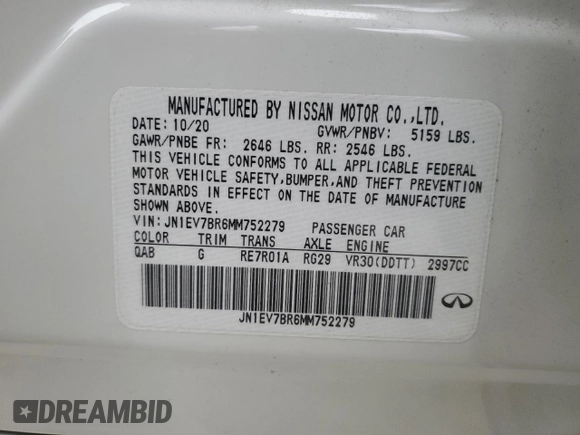 MANUFACTURED BY NISSAN MOTOR CO.,LTD.
DATE: 10/20 GVWR/PNBV: 5159 LBS.
GAWR/PNBE FR: 2646 LBS. RR: 2546 LBS.
THIS VEHICLE CONFORMS TO ALL APPLICABLE FEDERAL
MOTOR VEHICLE SAFETY,BUMPER,AND THEFT PREVENTION
STANDARDS IN EFFECT ON THE DATE OF MANUFACTURE
SHOWN ABOVE.
VIN: JN1EV7BR6MM752279 PASSENGER CAR
COLOR TRIM TRANS AXLE ENGINE
QAB G RE7R01A RG29 VR30(DDTT) 2997CC
JN1EV7BR6MM752279
DREAMBID